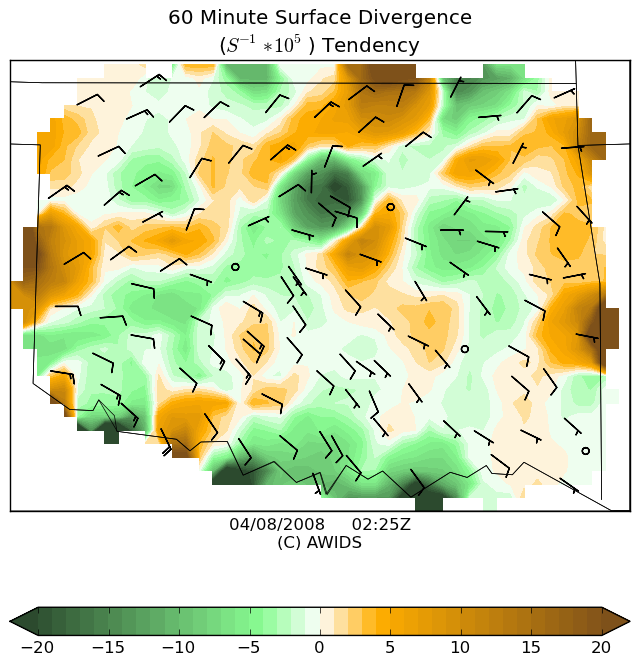 60 Minute Surface Divergence
(S⁻¹ *10⁵ ) Tendency
04/08/2008 02:25Z
(C) AWIDS
−20 −15 −10 −5 0 5 10 15 20